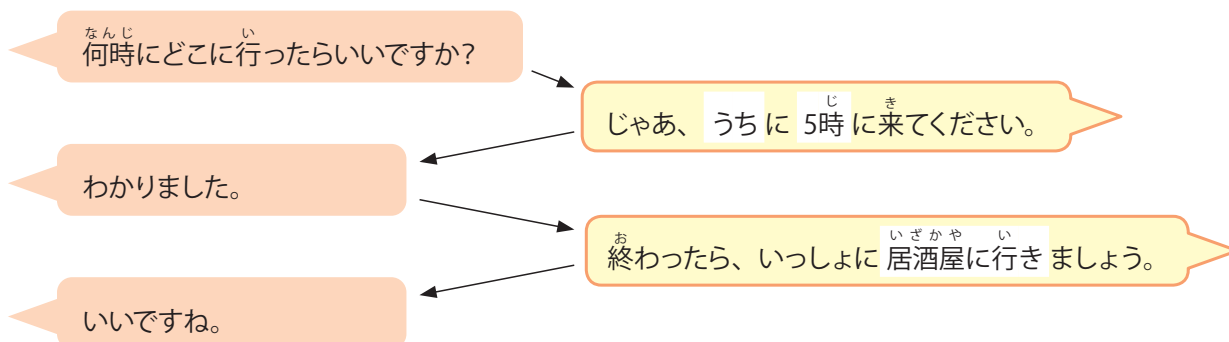 何時にどこに行ったらいいですか?
じゃあ、うちに5時に来てください。
わかりました。
終わったら、いっしょに居酒屋に行きましょう。
いいですね。